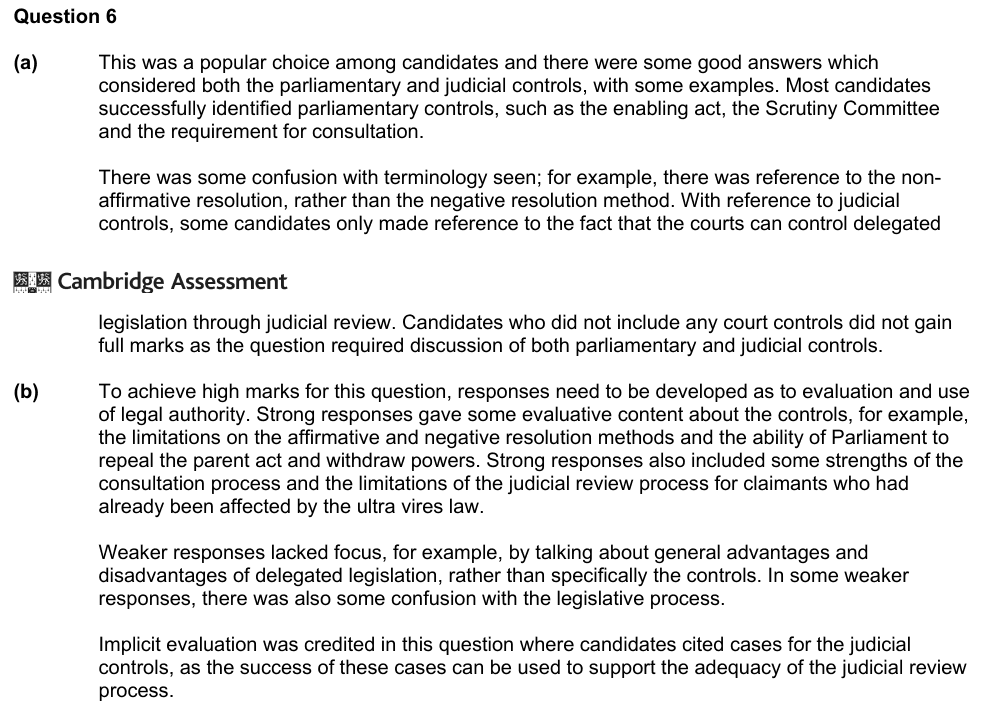 Question 6
(a) This was a popular choice among candidates and there were some good answers which
considered both the parliamentary and judicial controls, with some examples. Most candidates
successfully identified parliamentary controls, such as the enabling act, the Scrutiny Committee
and the requirement for consultation.
There was some confusion with terminology seen; for example, there was reference to the non-
affirmative resolution, rather than the negative resolution method. With reference to judicial
controls, some candidates only made reference to the fact that the courts can control delegated
Cambridge Assessment
legislation through judicial review. Candidates who did not include any court controls did not gain
full marks as the question required discussion of both parliamentary and judicial controls.
(b) To achieve high marks for this question, responses need to be developed as to evaluation and use
of legal authority. Strong responses gave some evaluative content about the controls, for example,
the limitations on the affirmative and negative resolution methods and the ability of Parliament to
repeal the parent act and withdraw powers. Strong responses also included some strengths of the
consultation process and the limitations of the judicial review process for claimants who had
already been affected by the ultra vires law.
Weaker responses lacked focus, for example, by talking about general advantages and
disadvantages of delegated legislation, rather than specifically the controls. In some weaker
responses, there was also some confusion with the legislative process.
Implicit evaluation was credited in this question where candidates cited cases for the judicial
controls, as the success of these cases can be used to support the adequacy of the judicial review
process.